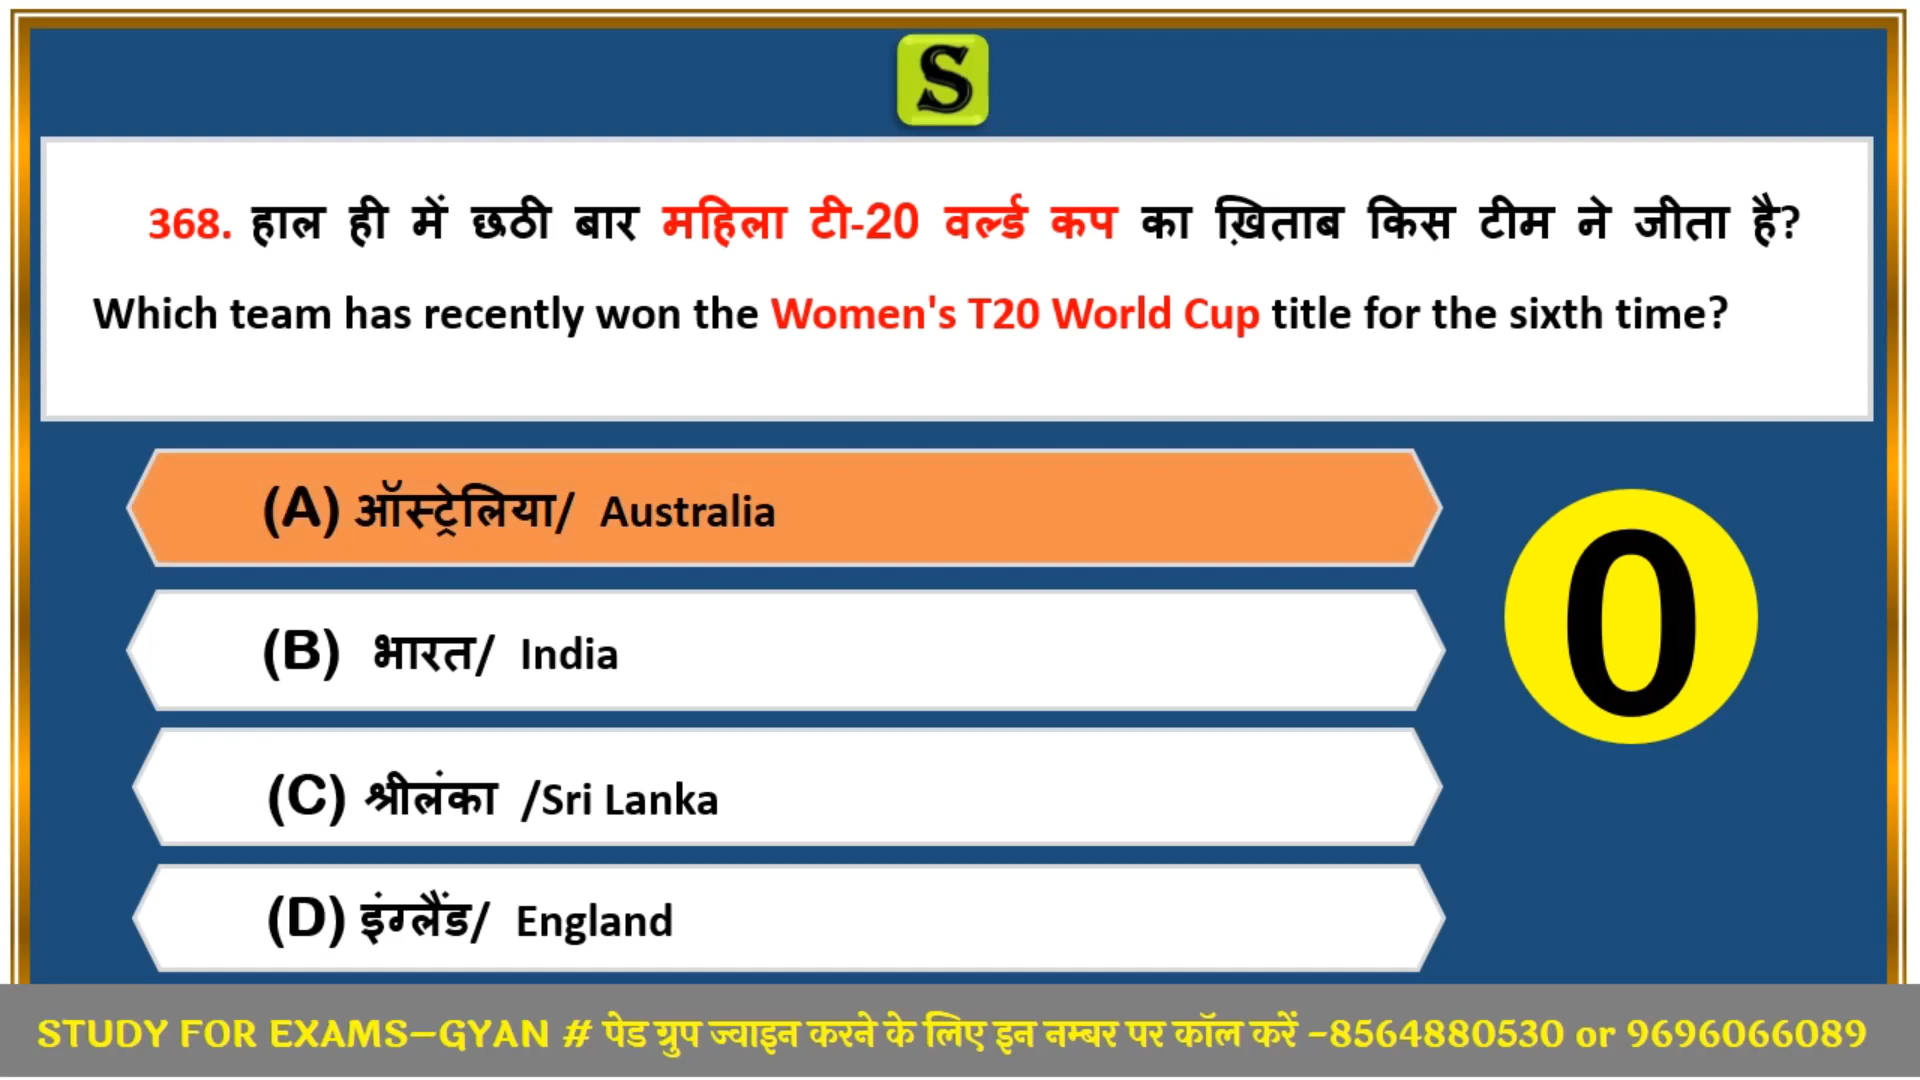 S
368. हाल ही में छठी बार महिला टी-20 वर्ल्ड कप का ख़िताब किस टीम ने जीता है?
Which team has recently won the Women's T20 World Cup title for the sixth time?
(A) ऑस्ट्रेलिया/ Australia
(B) भारत/ India
0
(C) श्रीलंका /Sri Lanka
(D) इंग्लैंड/ England
STUDY FOR EXAMS–GYAN # पेड ग्रुप ज्वाइन करने के लिए इन नम्बर पर कॉल करें –8564880530 or 9696066089